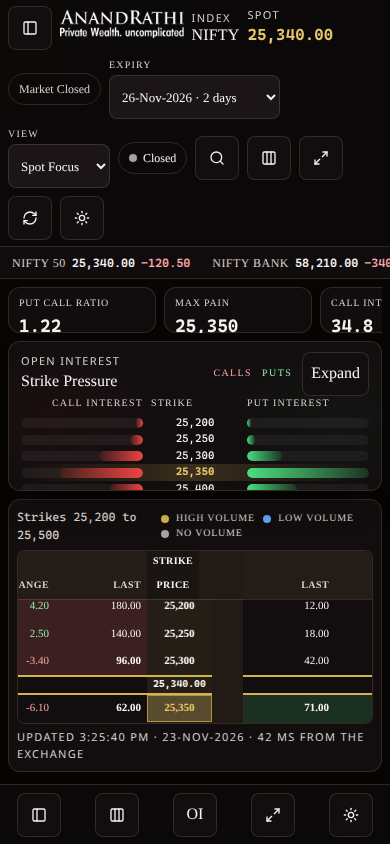 ANANDRATHI
Private Wealth. uncomplicated
INDEX
NIFTY
SPOT
25,340.00
Market Closed
EXPIRY
26-Nov-2026 · 2 days
VIEW
Spot Focus
Closed
NIFTY 50 25,340.00 −120.50 NIFTY BANK 58,210.00 −340
PUT CALL RATIO
1.22
MAX PAIN
25,350
CALL INT
34.8
OPEN INTEREST
Strike Pressure
CALLS PUTS
Expand
CALL INTEREST STRIKE PUT INTEREST
25,200
25,250
25,300
25,350
25,400
Strikes 25,200 to 25,500
HIGH VOLUME LOW VOLUME
NO VOLUME
STRIKE
ANGE LAST PRICE LAST
4.20 180.00 25,200 12.00
2.50 140.00 25,250 18.00
-3.40 96.00 25,300 42.00
25,340.00
-6.10 62.00 25,350 71.00
UPDATED 3:25:40 PM · 23-NOV-2026 · 42 MS FROM THE
EXCHANGE
OI